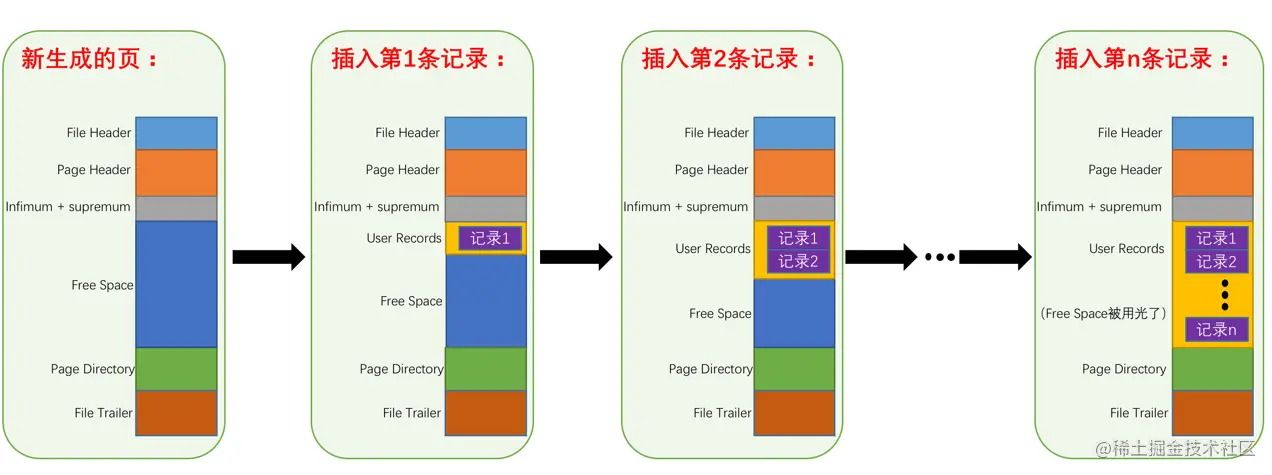 新生成的页：
File Header
Page Header
Infimum + supremum
Free Space
Page Directory
File Trailer
插入第1条记录：
File Header
Page Header
Infimum + supremum
User Records
记录1
Free Space
Page Directory
File Trailer
插入第2条记录：
File Header
Page Header
Infimum + supremum
User Records
记录1
记录2
Free Space
Page Directory
File Trailer
插入第n条记录：
File Header
Page Header
Infimum + supremum
User Records
记录1
记录2
（Free Space被用光了）
记录n
Page Directory
File Trailer
@稀土掘金技术社区